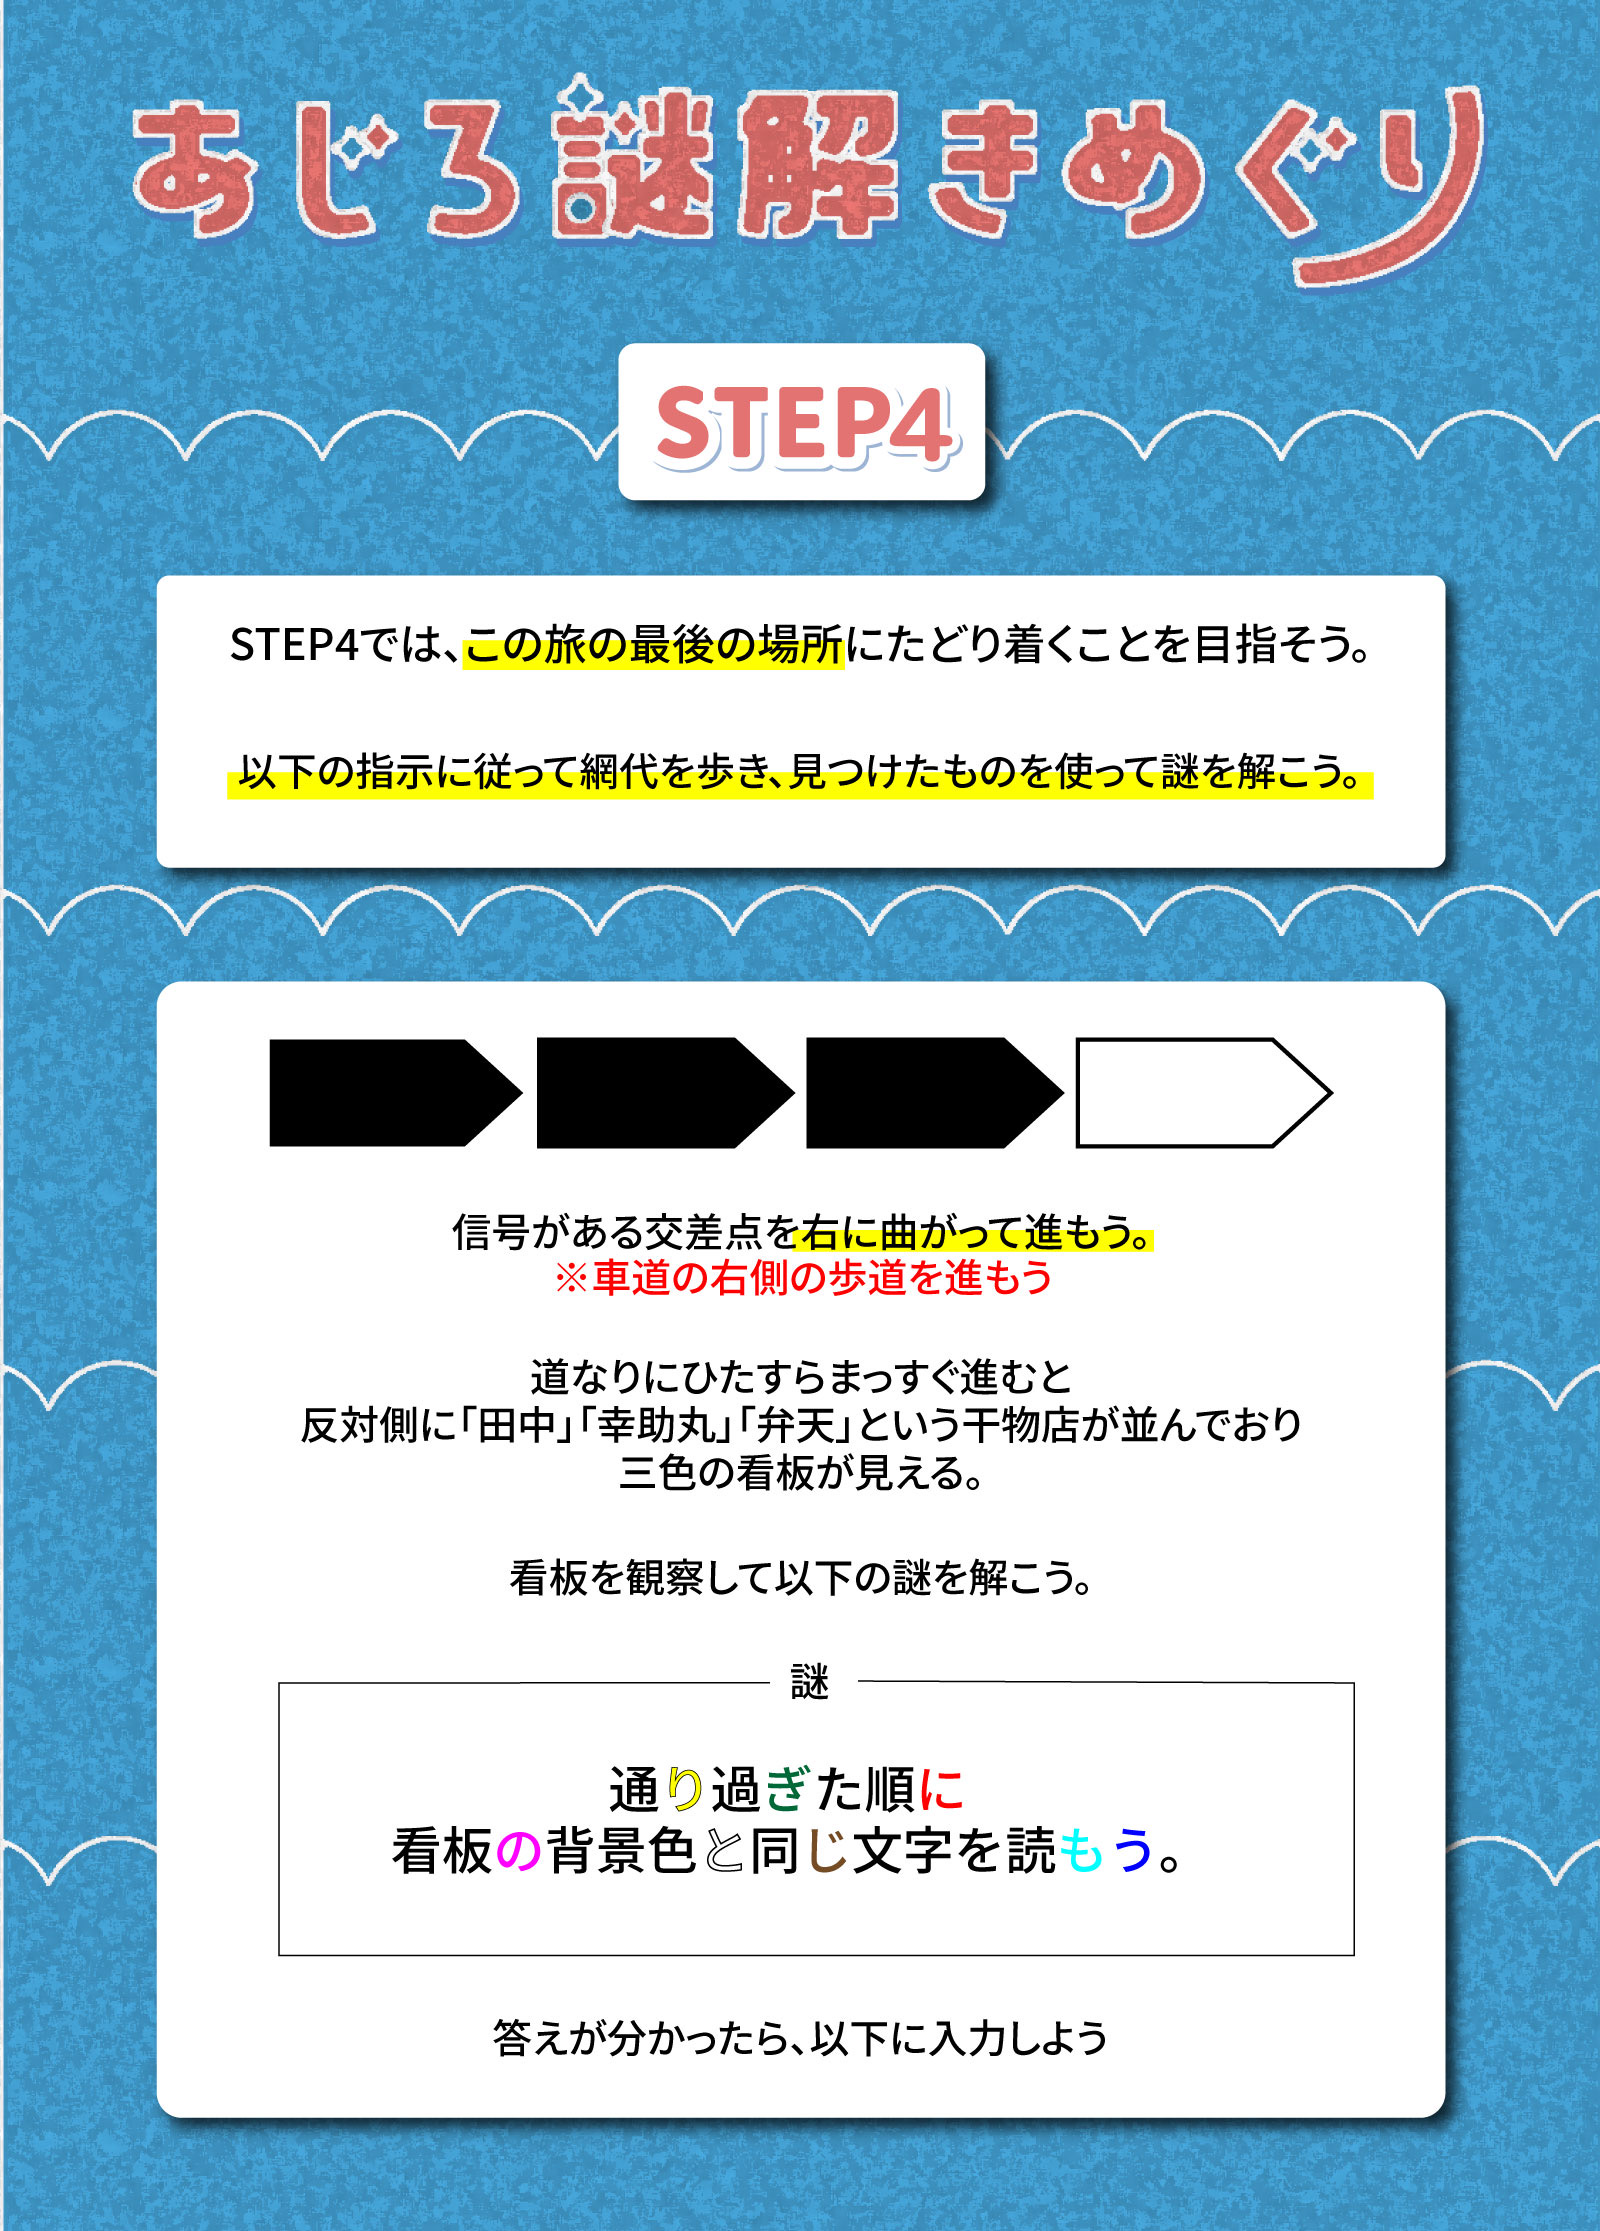 あじろ謎解きめぐり
STEP4
STEP4では、この旅の最後の場所にたどり着くことを目指そう。
以下の指示に従って網代を歩き、見つけたものを使って謎を解こう。
信号がある交差点を右に曲がって進もう。
※車道の右側の歩道を進もう
道なりにひたすらまっすぐ進むと
反対側に「田中」「幸助丸」「弁天」という干物店が並んでおり
三色の看板が見える。
看板を観察して以下の謎を解こう。
謎
通り過ぎた順に
看板の背景色と同じ文字を読もう。
答えが分かったら、以下に入力しよう